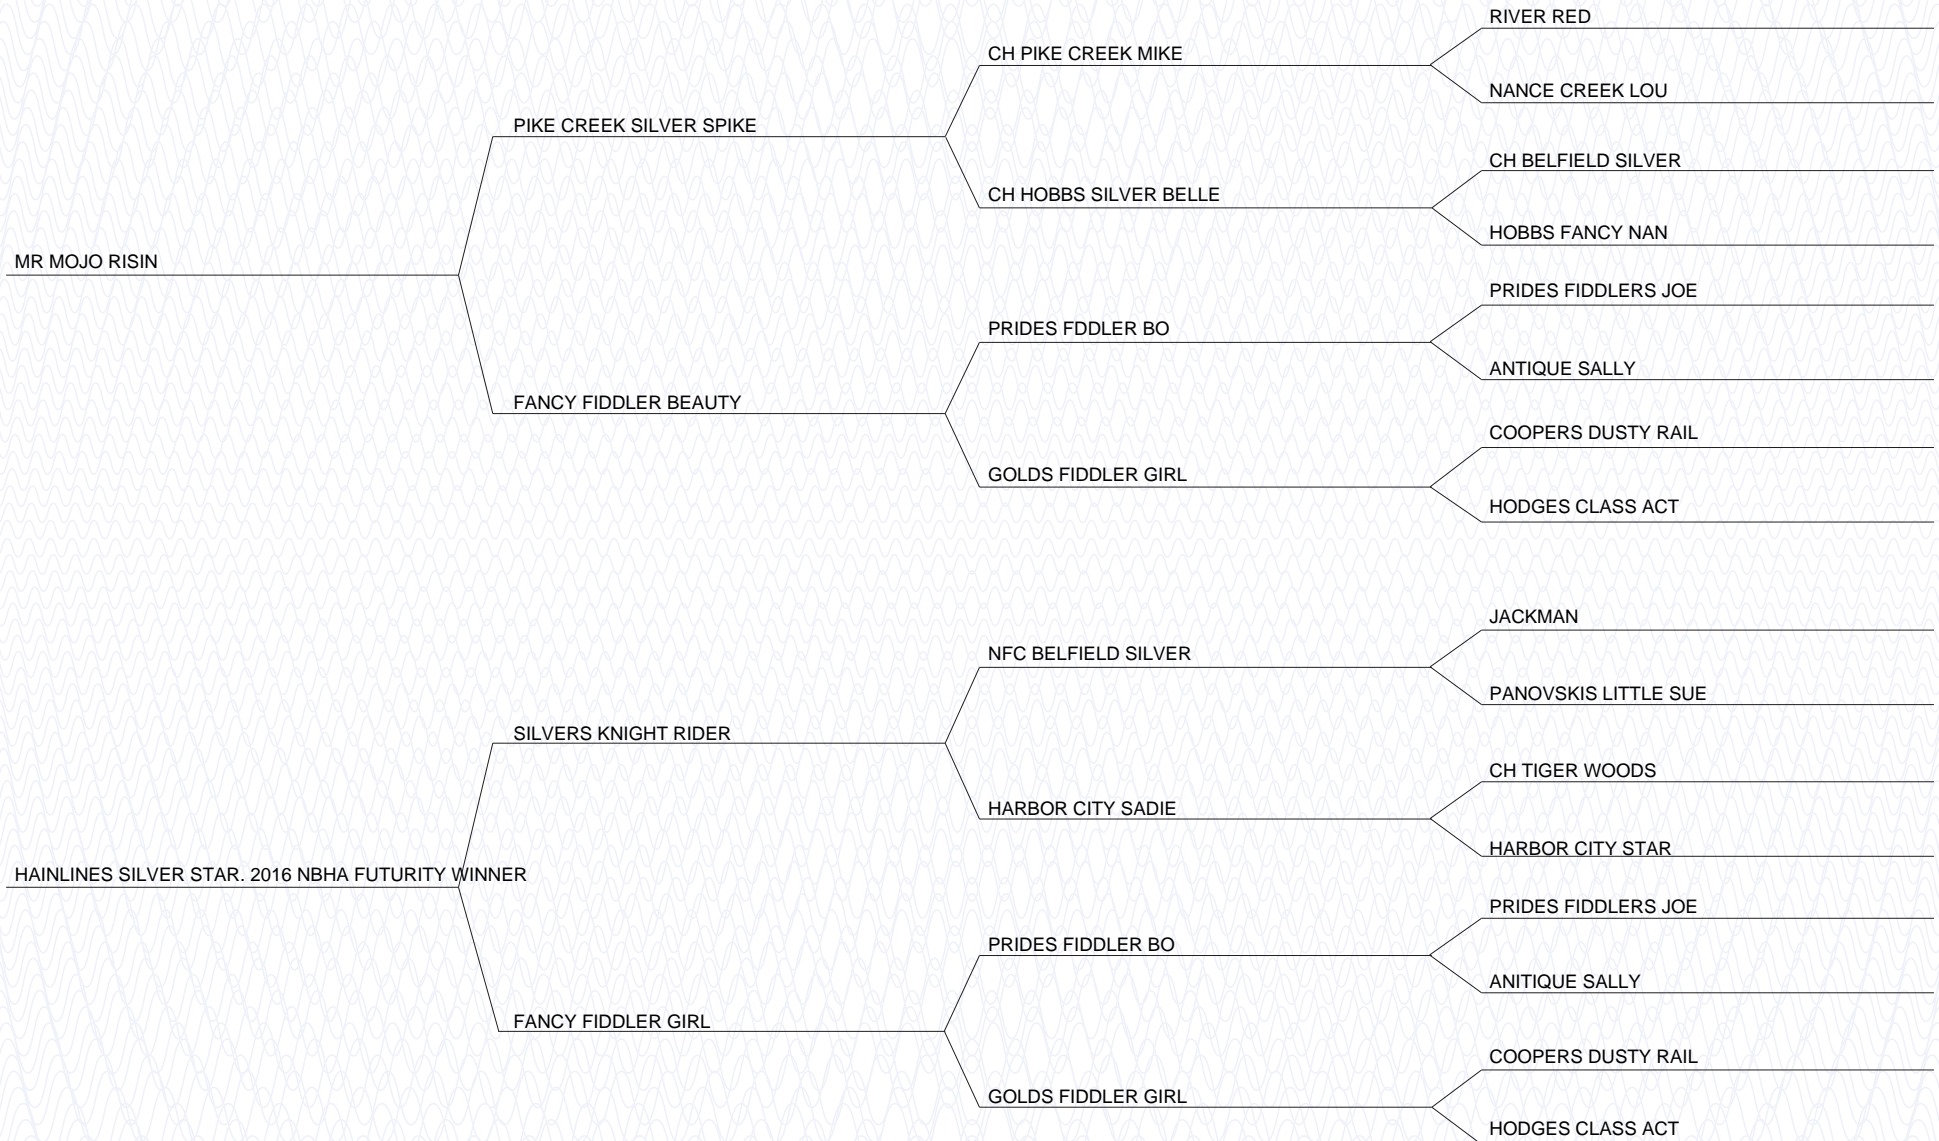 RIVER RED
CH PIKE CREEK MIKE
NANCE CREEK LOU
PIKE CREEK SILVER SPIKE
CH BELFIELD SILVER
CH HOBBS SILVER BELLE
HOBBS FANCY NAN
MR MOJO RISIN
PRIDES FIDDLERS JOE
PRIDES FDDLER BO
ANTIQUE SALLY
FANCY FIDDLER BEAUTY
COOPERS DUSTY RAIL
GOLDS FIDDLER GIRL
HODGES CLASS ACT
JACKMAN
NFC BELFIELD SILVER
PANOVSKIS LITTLE SUE
SILVERS KNIGHT RIDER
CH TIGER WOODS
HARBOR CITY SADIE
HARBOR CITY STAR
HAINLINES SILVER STAR. 2016 NBHA FUTURITY WINNER
PRIDES FIDDLERS JOE
PRIDES FIDDLER BO
ANITIQUE SALLY
FANCY FIDDLER GIRL
COOPERS DUSTY RAIL
GOLDS FIDDLER GIRL
HODGES CLASS ACT